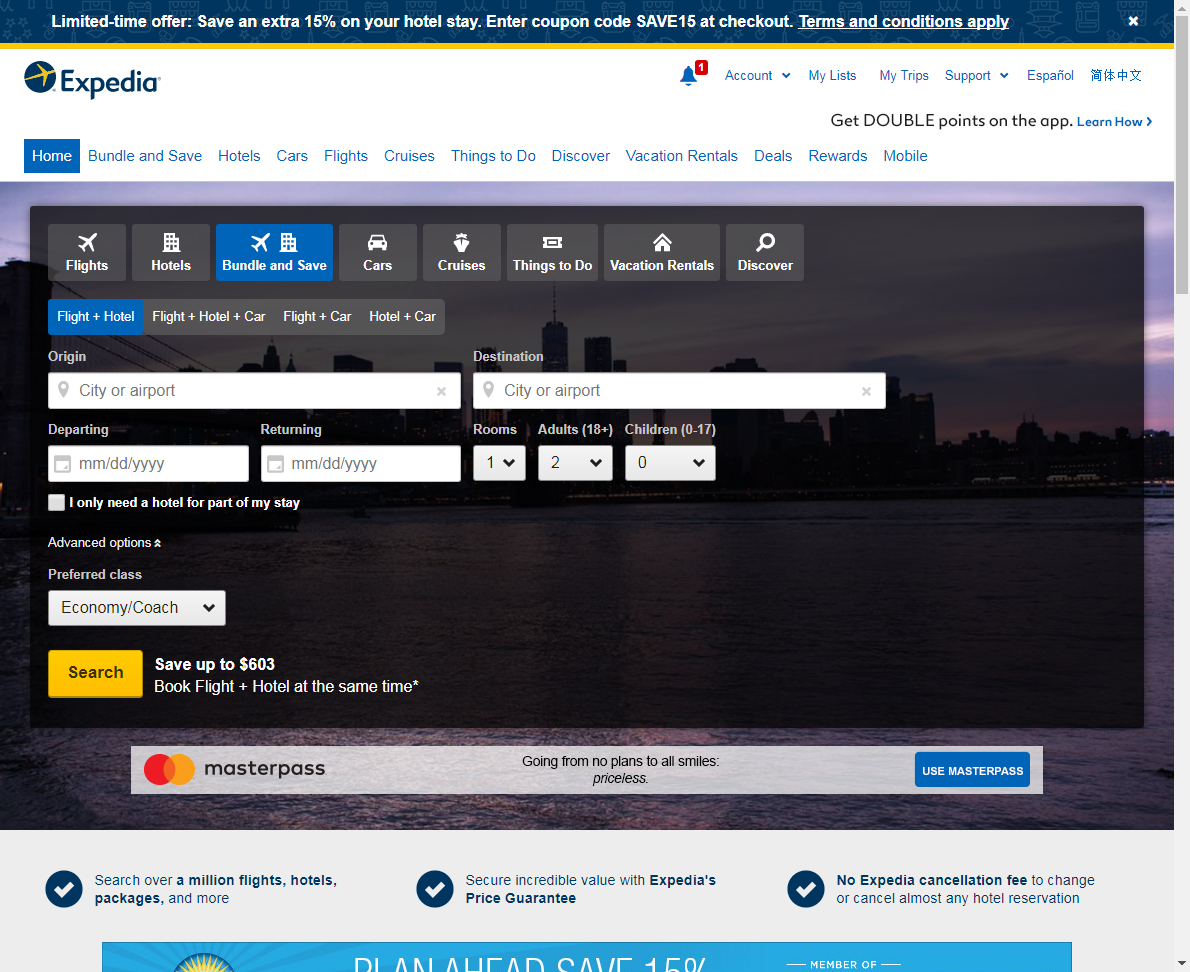 Limited-time offer: Save an extra 15% on your hotel stay. Enter coupon code SAVE15 at checkout. Terms and conditions apply
Expedia
1
Account My Lists My Trips Support Español 简体中文
Get DOUBLE points on the app. Learn How
Home Bundle and Save Hotels Cars Flights Cruises Things to Do Discover Vacation Rentals Deals Rewards Mobile
Flights Hotels Bundle and Save Cars Cruises Things to Do Vacation Rentals Discover
Flight + Hotel Flight + Hotel + Car Flight + Car Hotel + Car
Origin Destination
City or airport City or airport
Departing Returning Rooms Adults (18+) Children (0-17)
mm/dd/yyyy mm/dd/yyyy 1 2 0
I only need a hotel for part of my stay
Advanced options
Preferred class
Economy/Coach
Search
Save up to $603
Book Flight + Hotel at the same time*
masterpass
Going from no plans to all smiles:
priceless.
USE MASTERPASS
Search over a million flights, hotels,
packages, and more
Secure incredible value with Expedia's
Price Guarantee
No Expedia cancellation fee to change
or cancel almost any hotel reservation
PLAN AHEAD SAVE 15%
MEMBER OF